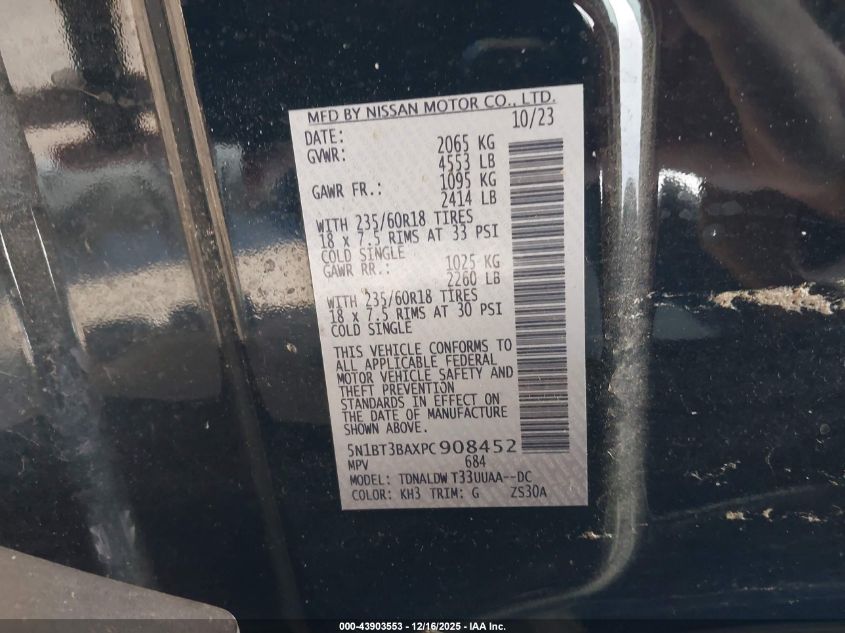 MFD BY NISSAN MOTOR CO., LTD.
DATE: 10/23
GVWR: 2065 KG
4553 LB
GAWR FR.: 1095 KG
2414 LB
WITH 235/60R18 TIRES
18 x 7.5 RIMS AT 33 PSI
COLD SINGLE
GAWR RR.: 1025 KG
2260 LB
WITH 235/60R18 TIRES
18 x 7.5 RIMS AT 30 PSI
COLD SINGLE
THIS VEHICLE CONFORMS TO
ALL APPLICABLE FEDERAL
MOTOR VEHICLE SAFETY AND
THEFT PREVENTION
STANDARDS IN EFFECT ON
THE DATE OF MANUFACTURE
SHOWN ABOVE.
5N1BT3BAXPC908452
MPV 684
MODEL: TDNALDW T33UUAA--DC
COLOR: KH3 TRIM: G ZS30A
000-43903553 - 12/16/2025 - IAA Inc.